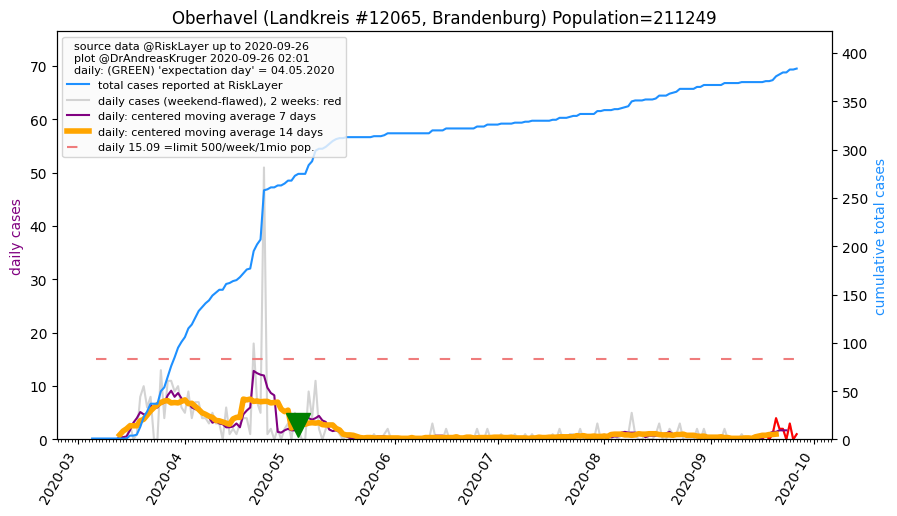 Oberhavel (Landkreis #12065, Brandenburg) Population=211249
source data @RiskLayer up to 2020-09-26
plot @DrAndreasKruger 2020-09-26 02:01
daily: (GREEN) 'expectation day' = 04.05.2020
total cases reported at RiskLayer
daily cases (weekend-flawed), 2 weeks: red
daily: centered moving average 7 days
daily: centered moving average 14 days
daily 15.09 =limit 500/week/1mio pop.
daily cases
70
60
50
40
30
20
10
0
cumulative total cases
400
350
300
250
200
150
100
50
0
2020-03
2020-04
2020-05
2020-06
2020-07
2020-08
2020-09
2020-10